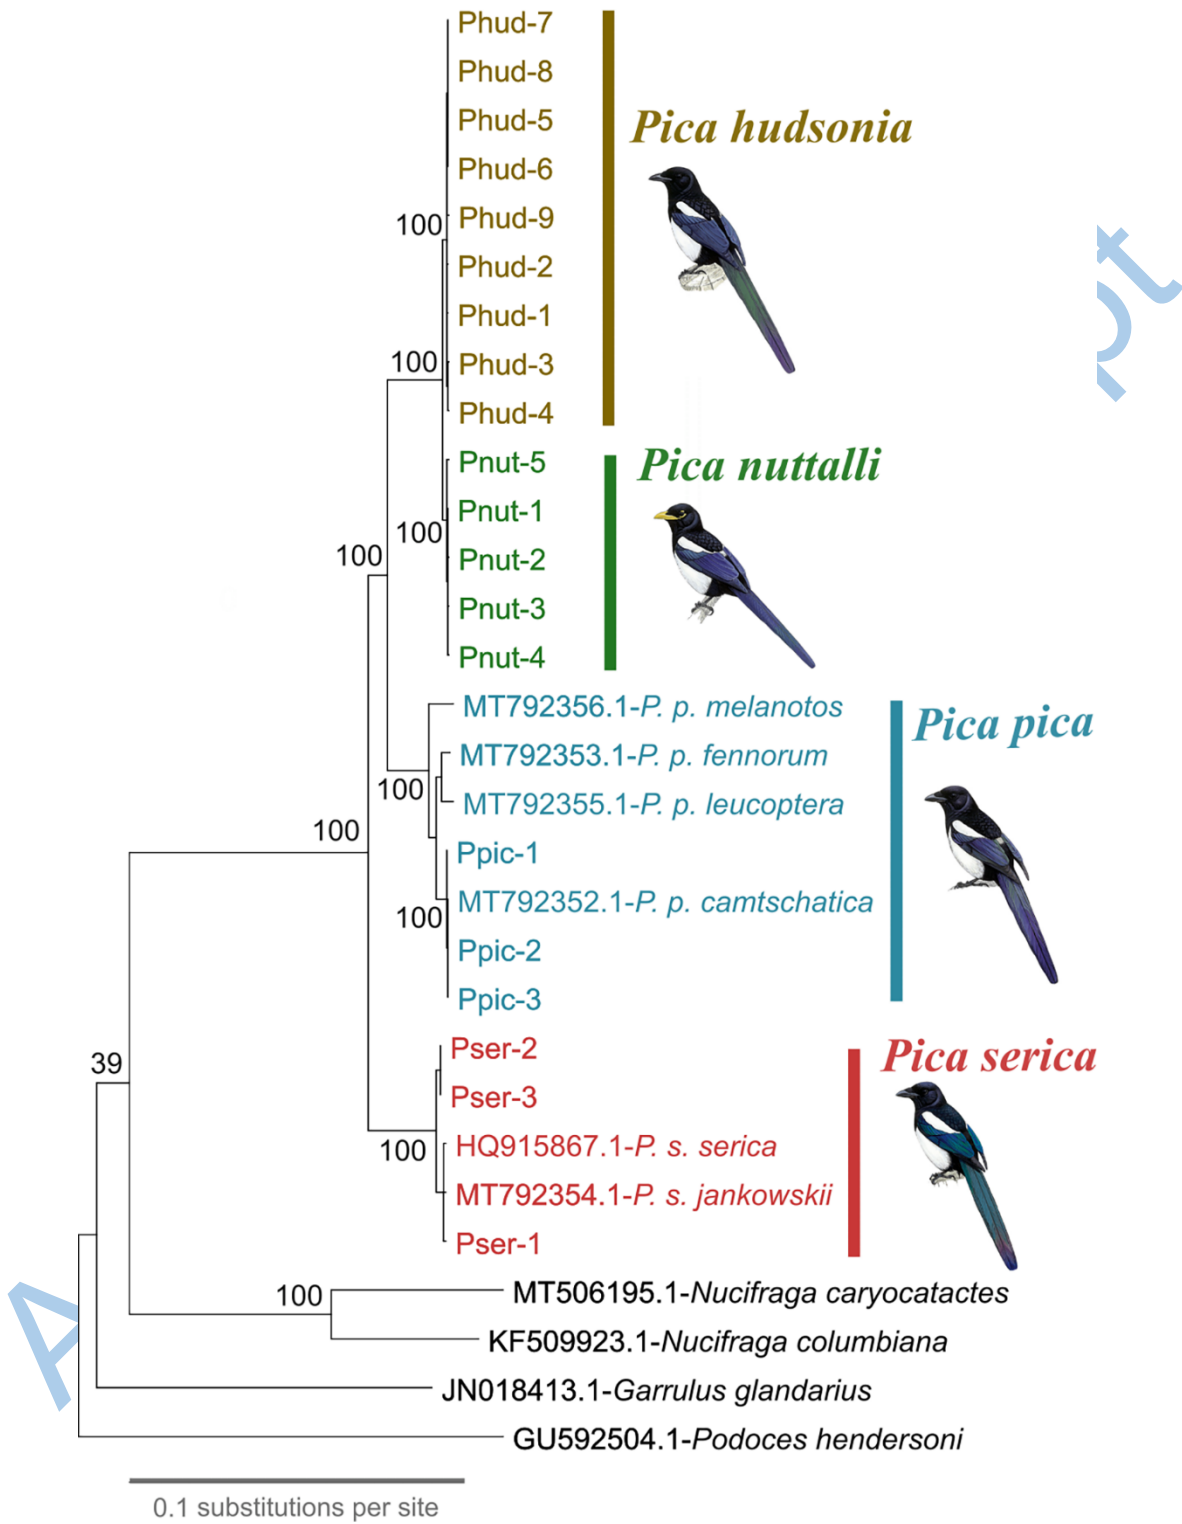 Phud-7
Phud-8
Phud-5
Pica hudsonia
Phud-6
100
Phud-9
Phud-2
Phud-1
100
Phud-3
Phud-4
Pnut-5
Pica nuttalli
Pnut-1
100
100
Pnut-2
Pnut-3
Pnut-4
MT792356.1-P. p. melanotos
Pica pica
MT792353.1-P. p. fennorum
100
MT792355.1-P. p. leucoptera
100
Ppic-1
MT792352.1-P. p. camtschatica
100
Ppic-2
Ppic-3
39
Pser-2
Pica serica
Pser-3
100
HQ915867.1-P. s. serica
MT792354.1-P. s. jankowskii
Pser-1
100
MT506195.1-Nucifraga caryocatactes
KF509923.1-Nucifraga columbiana
JN018413.1-Garrulus glandarius
GU592504.1-Podoces hendersoni
0.1 substitutions per site